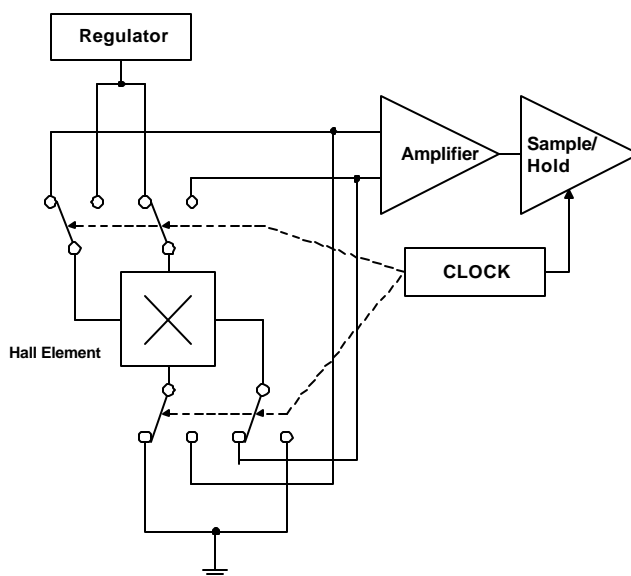 Regulator
Amplifier
Sample/
Hold
CLOCK
Hall Element